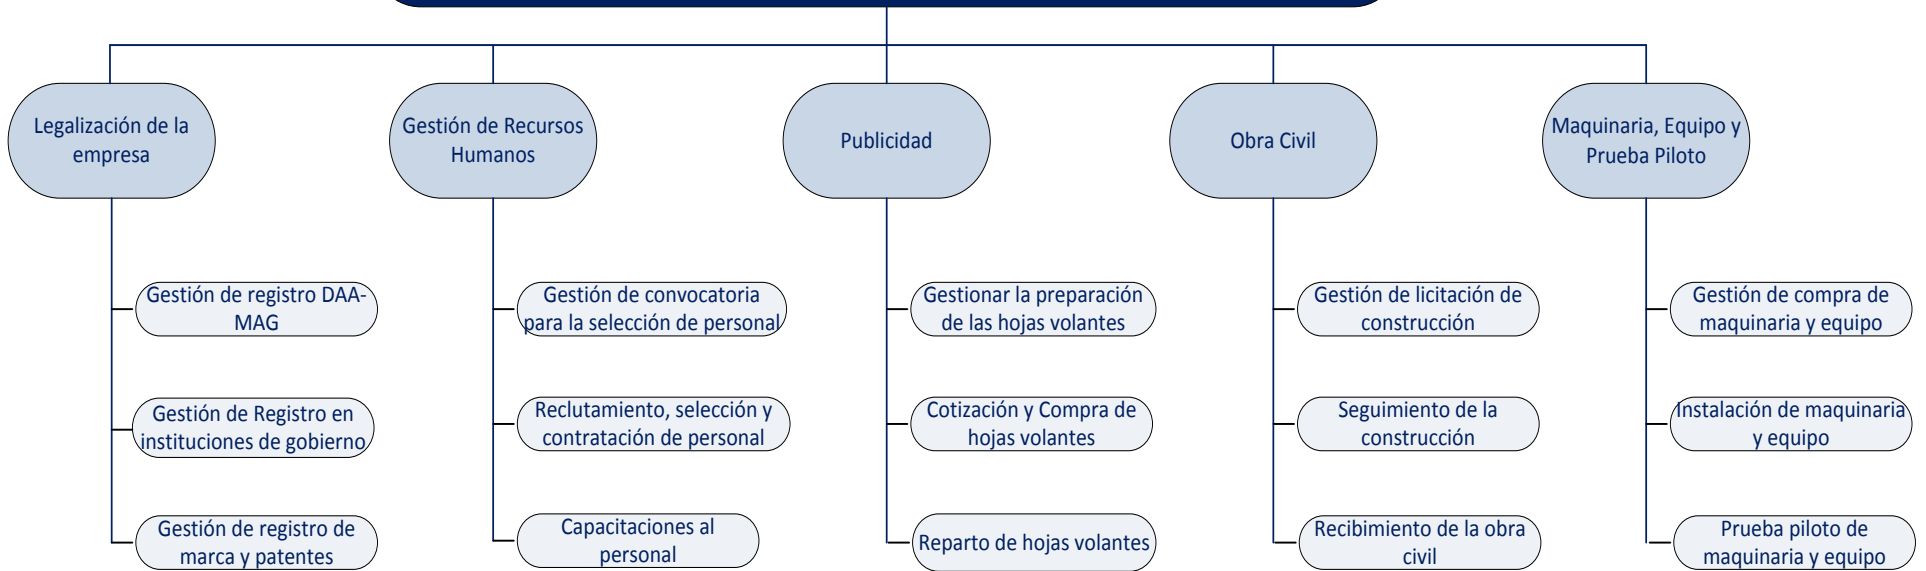 Legalización de la
empresa
Gestión de Recursos
Humanos
Publicidad
Obra Civil
Maquinaria, Equipo y
Prueba Piloto
Gestión de registro DAA-
MAG
Gestión de convocatoria
para la selección de personal
Gestionar la preparación
de las hojas volantes
Gestión de licitación de
construcción
Gestión de compra de
maquinaria y equipo
Gestión de Registro en
instituciones de gobierno
Reclutamiento, selección y
contratación de personal
Cotización y Compra de
hojas volantes
Seguimiento de la
construcción
Instalación de maquinaria
y equipo
Gestión de registro de
marca y patentes
Capacitaciones al
personal
Reparto de hojas volantes
Recibimiento de la obra
civil
Prueba piloto de
maquinaria y equipo